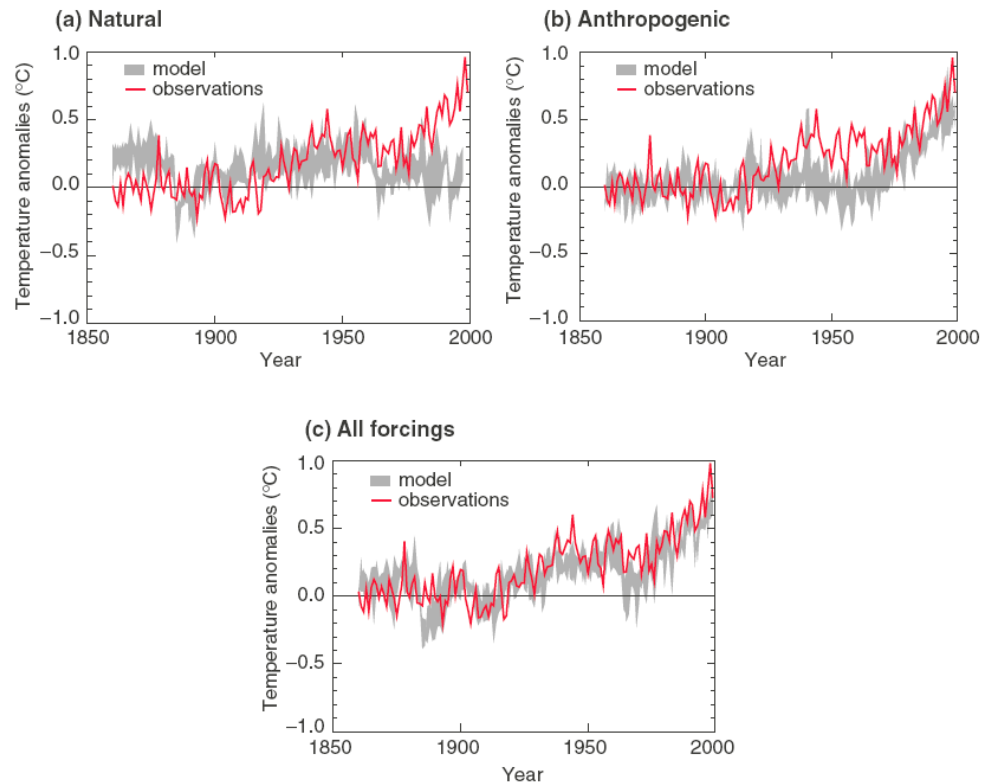 (a) Natural
Temperature anomalies (°C)
1.0
0.5
0.0
−0.5
−1.0
model
observations
1850
1900
1950
2000
Year
(b) Anthropogenic
Temperature anomalies (°C)
1.0
0.5
0.0
−0.5
−1.0
model
observations
1850
1900
1950
2000
Year
(c) All forcings
Temperature anomalies (°C)
1.0
0.5
0.0
−0.5
−1.0
model
observations
1850
1900
1950
2000
Year